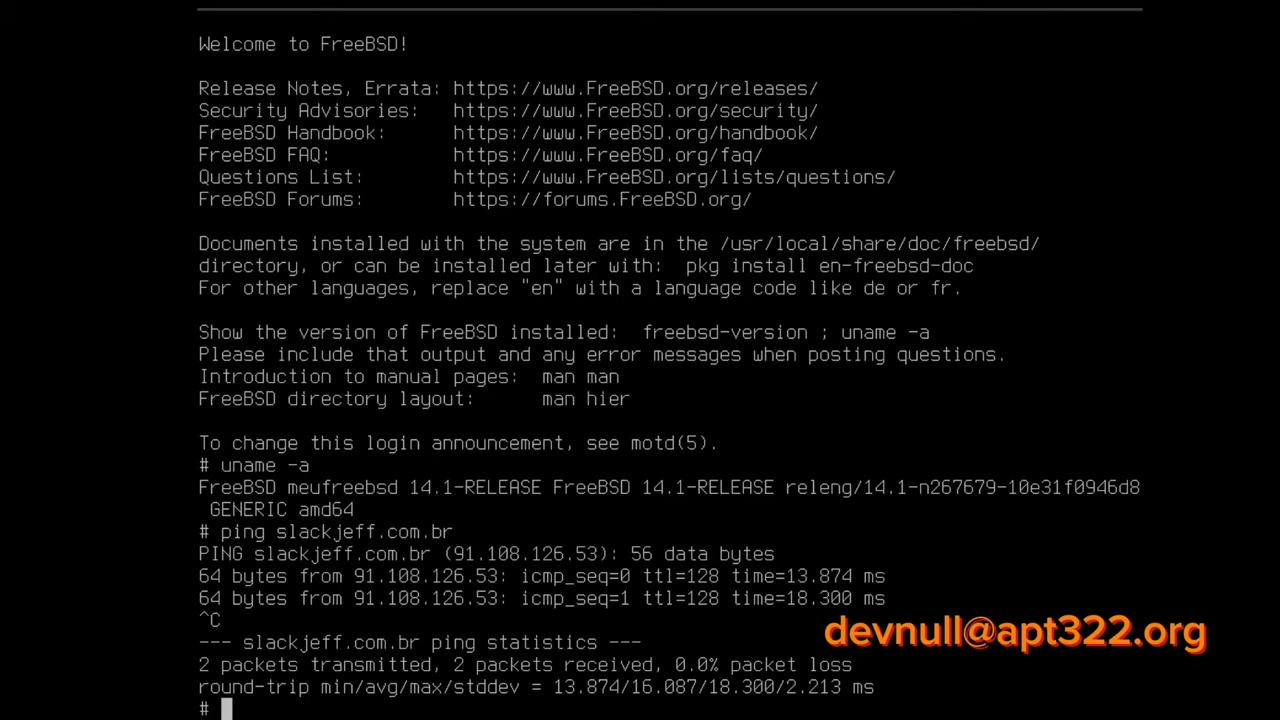 Welcome to FreeBSD!
Release Notes, Errata: https://www.FreeBSD.org/releases/
Security Advisories:   https://www.FreeBSD.org/security/
FreeBSD Handbook:      https://www.FreeBSD.org/handbook/
FreeBSD FAQ:           https://www.FreeBSD.org/faq/
Questions List:        https://www.FreeBSD.org/lists/questions/
FreeBSD Forums:        https://forums.FreeBSD.org/
Documents installed with the system are in the /usr/local/share/doc/freebsd/
directory, or can be installed later with:  pkg install en-freebsd-doc
For other languages, replace "en" with a language code like de or fr.
Show the version of FreeBSD installed:  freebsd-version ; uname -a
Please include that output and any error messages when posting questions.
Introduction to manual pages:  man man
FreeBSD directory layout:      man hier
To change this login announcement, see motd(5).
# uname -a
FreeBSD meufreebsd 14.1-RELEASE FreeBSD 14.1-RELEASE releng/14.1-n267679-10e31f0946d8
 GENERIC amd64
# ping slackjeff.com.br
PING slackjeff.com.br (91.108.126.53): 56 data bytes
64 bytes from 91.108.126.53: icmp_seq=0 ttl=128 time=13.874 ms
64 bytes from 91.108.126.53: icmp_seq=1 ttl=128 time=18.300 ms
^C
--- slackjeff.com.br ping statistics ---
2 packets transmitted, 2 packets received, 0.0% packet loss
round-trip min/avg/max/stddev = 13.874/16.087/18.300/2.213 ms
#
devnull@apt322.org